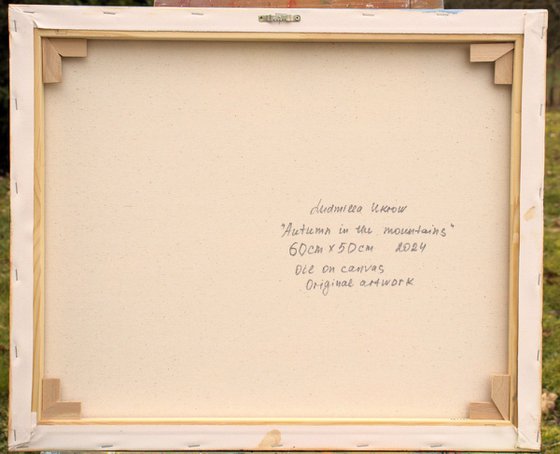 Ludmilla Ukrow
"Autumn in the mountains"
60cm x 50cm 2024
Oil on canvas
Original artwork